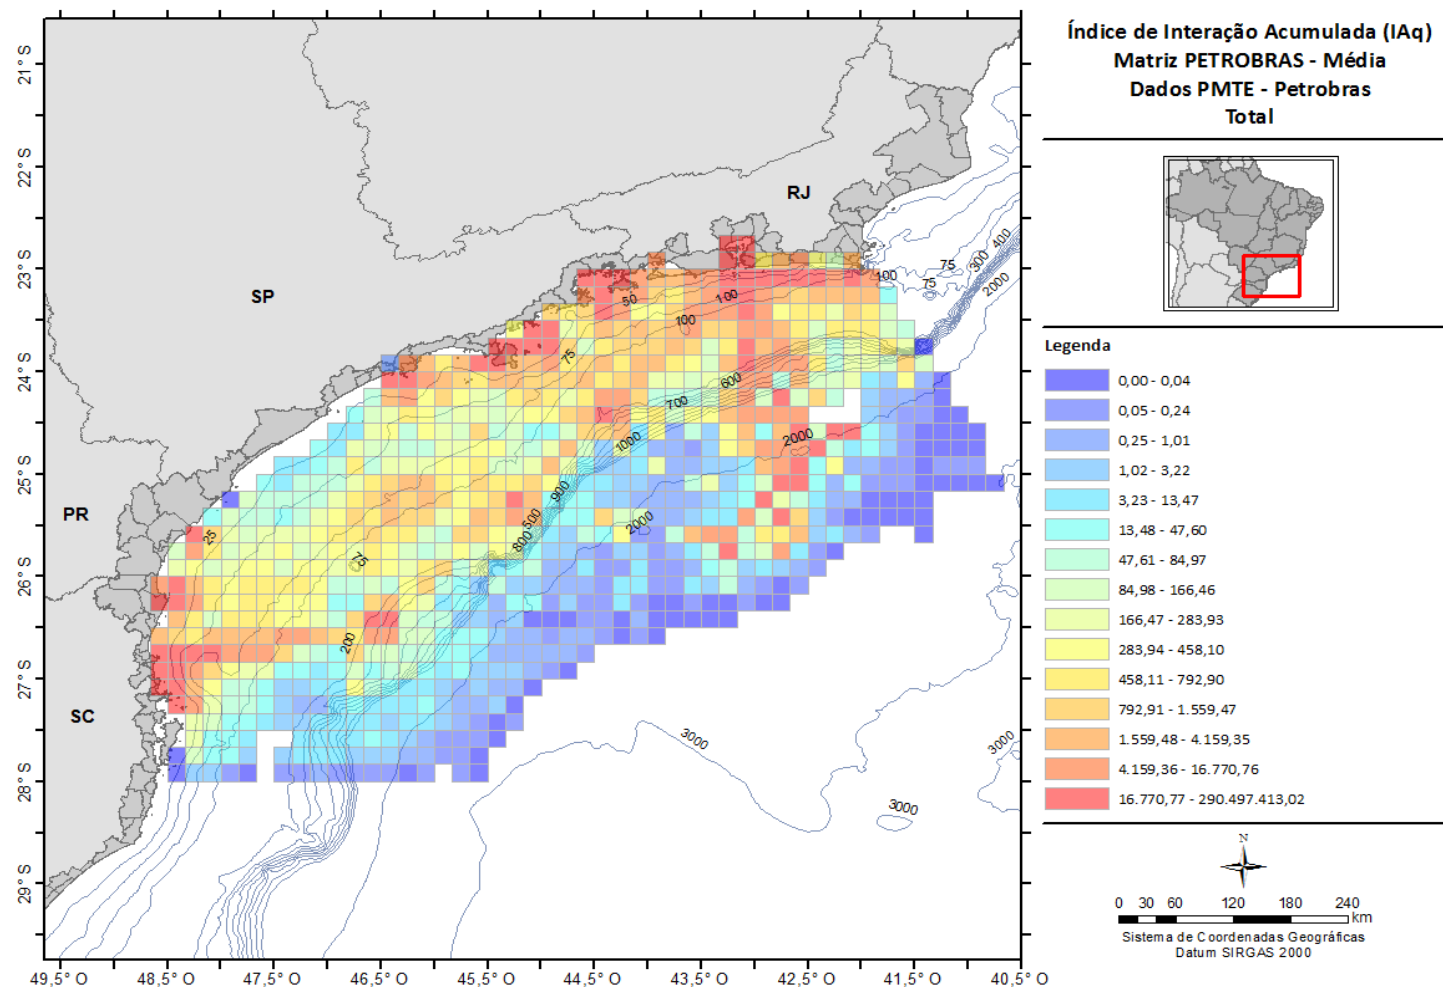 Índice de Interação Acumulada (IAq)
Matriz PETROBRAS - Média
Dados PMTE - Petrobras
Total
Legenda
0,00 - 0,04
0,05 - 0,24
0,25 - 1,01
1,02 - 3,22
3,23 - 13,47
13,48 - 47,60
47,61 - 84,97
84,98 - 166,46
166,47 - 283,93
283,94 - 458,10
458,11 - 792,90
792,91 - 1.559,47
1.559,48 - 4.159,35
4.159,36 - 16.770,76
16.770,77 - 290.497.413,02
N
0 30 60 120 180 240
km
Sistema de Coordenadas Geográficas
Datum SIRGAS 2000
21° S
22° S
23° S
24° S
25° S
26° S
27° S
28° S
29° S
RJ
SP
PR
SC
400
300
75
2000
100
75
50
100
100
75
600
700
2000
1000
900
500
800
2000
25
75
200
3000
3000
3000
49,5° O
48,5° O
47,5° O
46,5° O
45,5° O
44,5° O
43,5° O
42,5° O
41,5° O
40,5° O